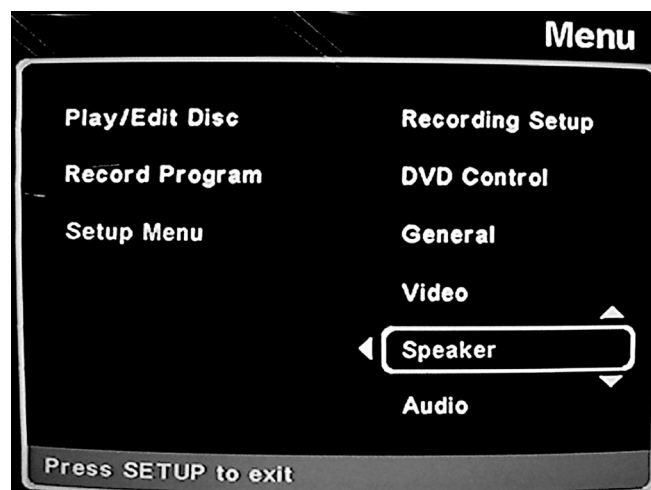 Menu
Play/Edit Disc
Record Program
Setup Menu
Recording Setup
DVD Control
General
Video
Speaker
Audio
Press SETUP to exit